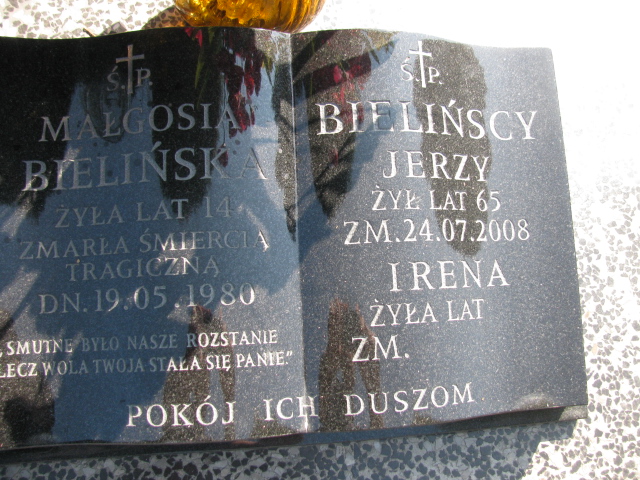 Ś.P.
MAŁGOSIA
BIELIŃSKA
ŻYŁA LAT 14
ZMARŁA ŚMIERCIĄ
TRAGICZNĄ
DN. 19.05.1980
„SMUTNE BYŁO NASZE ROZSTANIE
LECZ WOLA TWOJA STAŁA SIĘ PANIE."
Ś.P.
BIELIŃSCY
JERZY
ŻYŁ LAT 65
ZM. 24.07.2008
IRENA
ŻYŁA LAT
ZM.
POKÓJ ICH DUSZOM